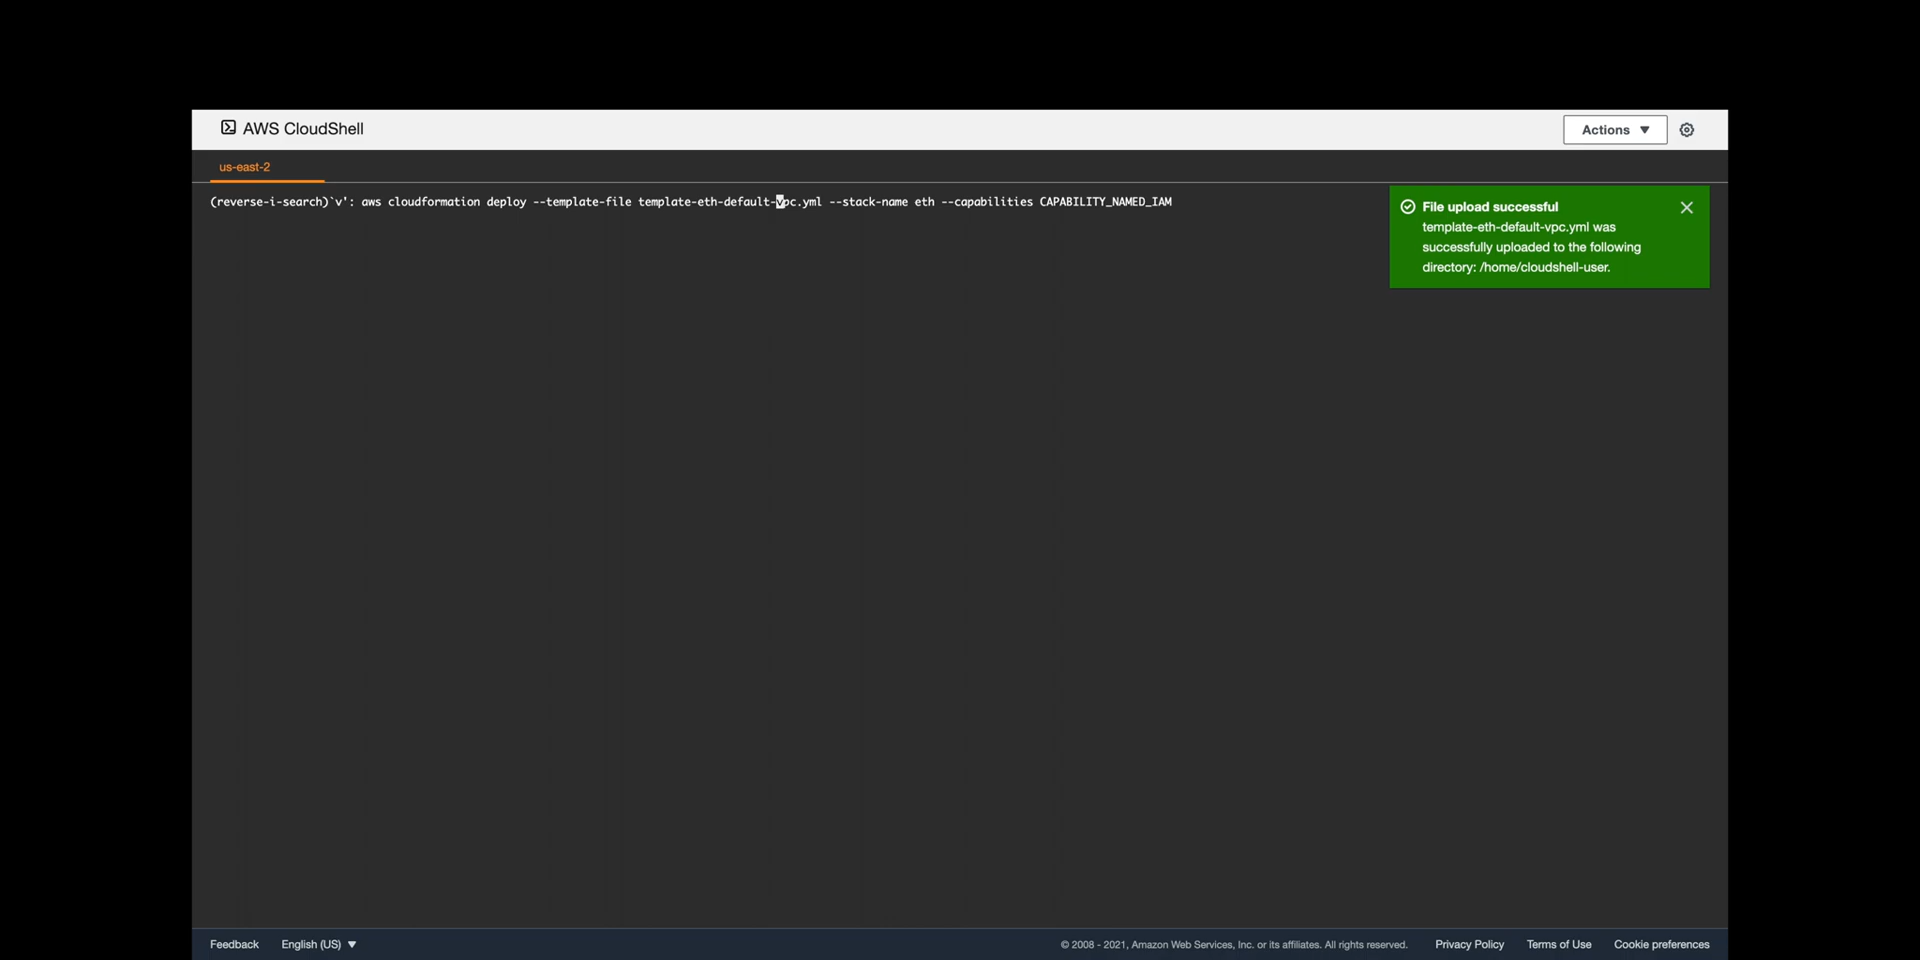 AWS CloudShell
Actions
us-east-2
(reverse-i-search)`v': aws cloudformation deploy --template-file template-eth-default-vpc.yml --stack-name eth --capabilities CAPABILITY_NAMED_IAM
File upload successful
template-eth-default-vpc.yml was
successfully uploaded to the following
directory: /home/cloudshell-user.
Feedback English (US) © 2008 - 2021, Amazon Web Services, Inc. or its affiliates. All rights reserved. Privacy Policy Terms of Use Cookie preferences